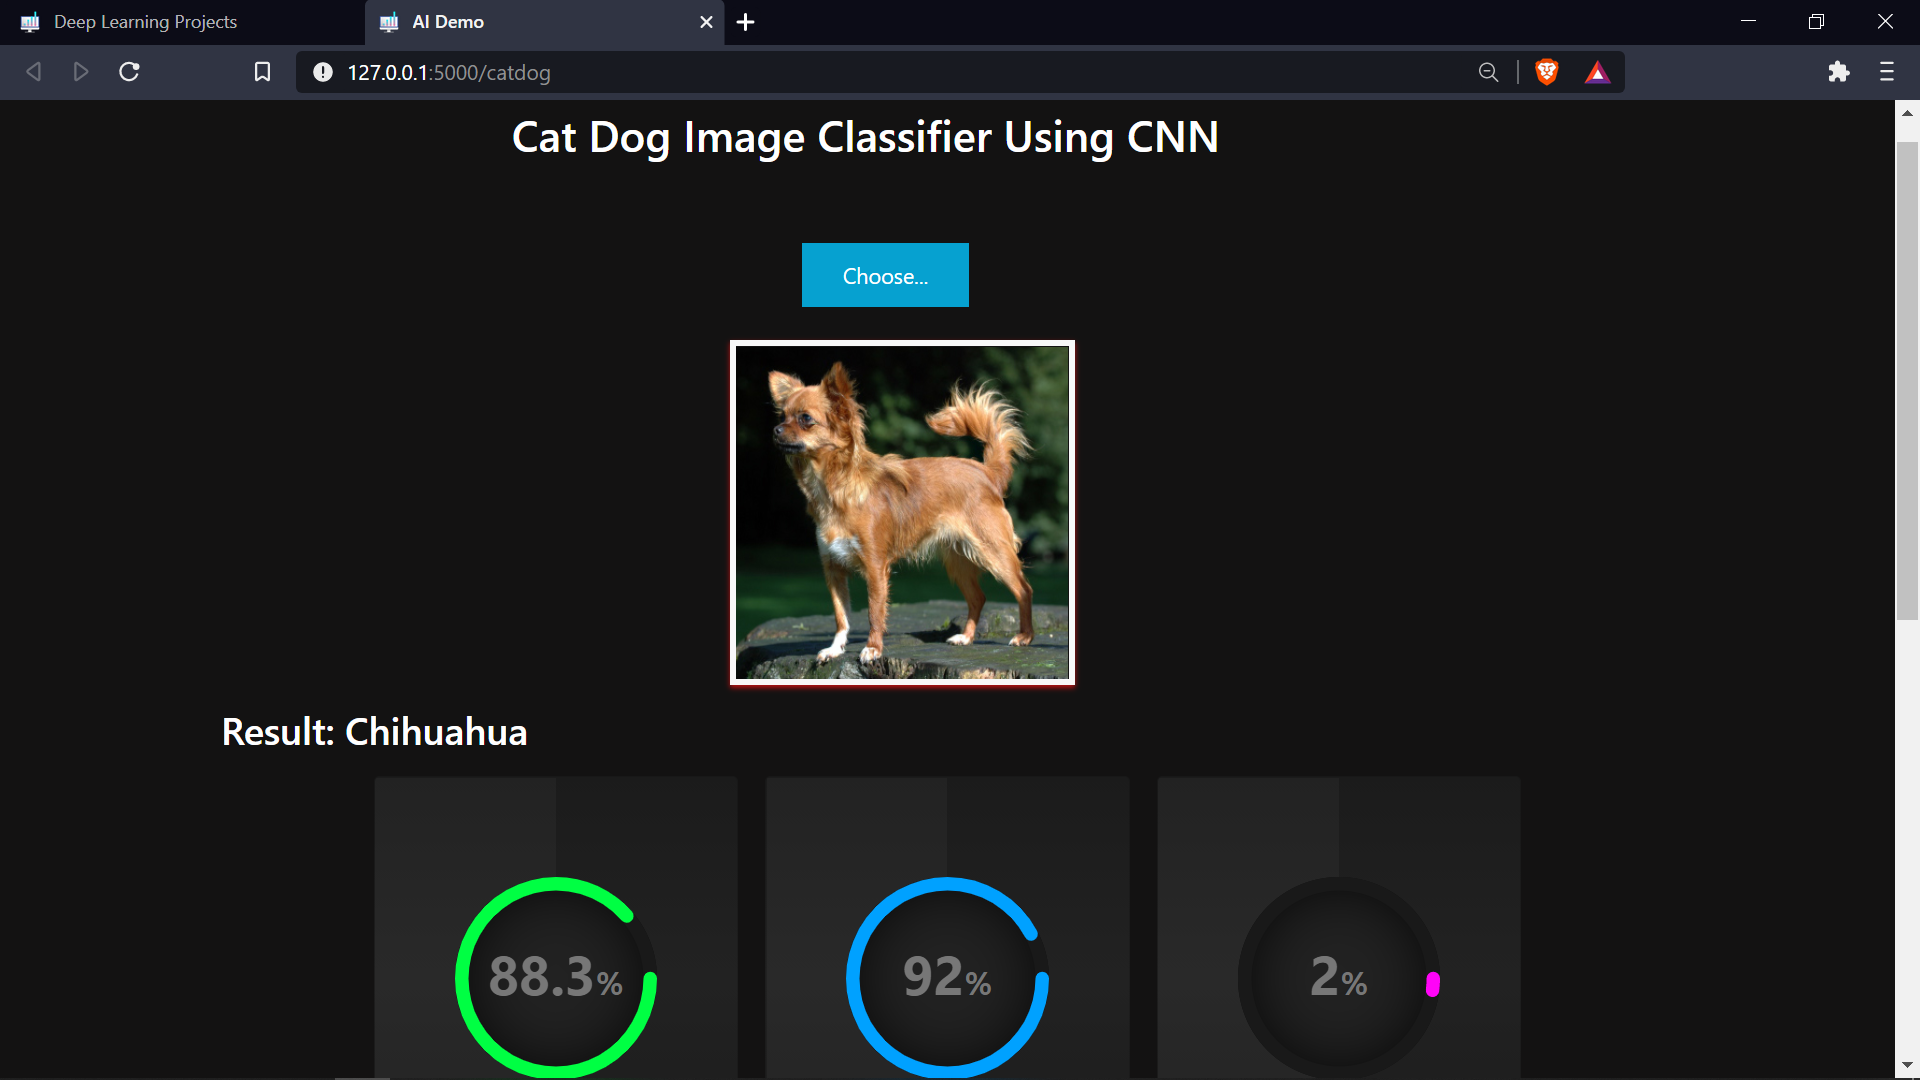 Deep Learning Projects
AI Demo
127.0.0.1:5000/catdog
Cat Dog Image Classifier Using CNN
Choose...
Result: Chihuahua
88.3%
92%
2%